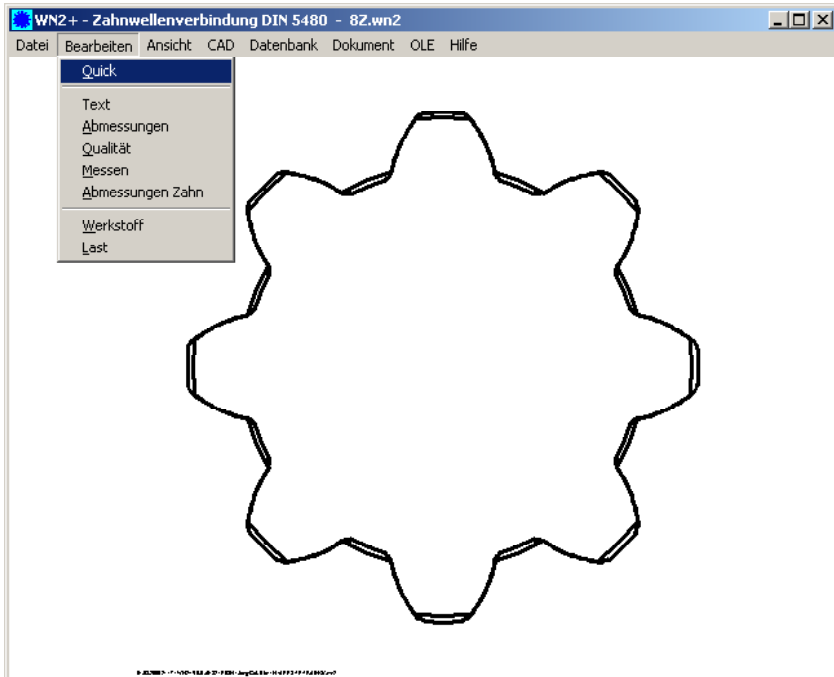 WN2+ - Zahnwellenverbindung DIN 5480 - 8Z.wn2
Datei Bearbeiten Ansicht CAD Datenbank Dokument OLE Hilfe
Quick
Text
Abmessungen
Qualität
Messen
Abmessungen Zahn
Werkstoff
Last